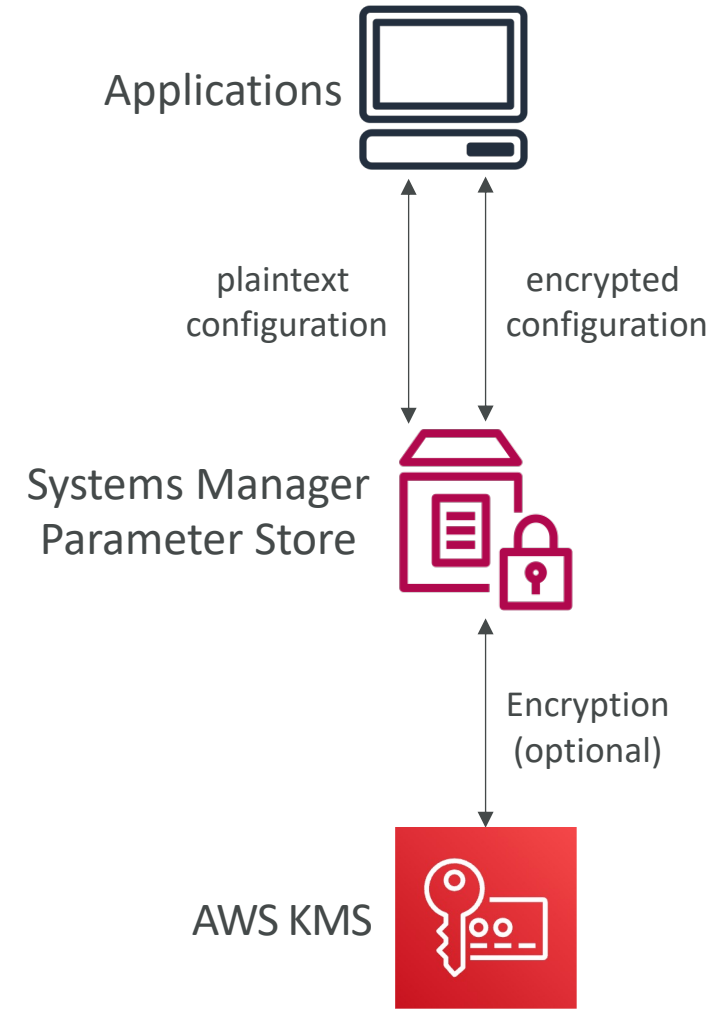 Applications
plaintext
configuration
encrypted
configuration
Systems Manager
Parameter Store
Encryption
(optional)
AWS KMS